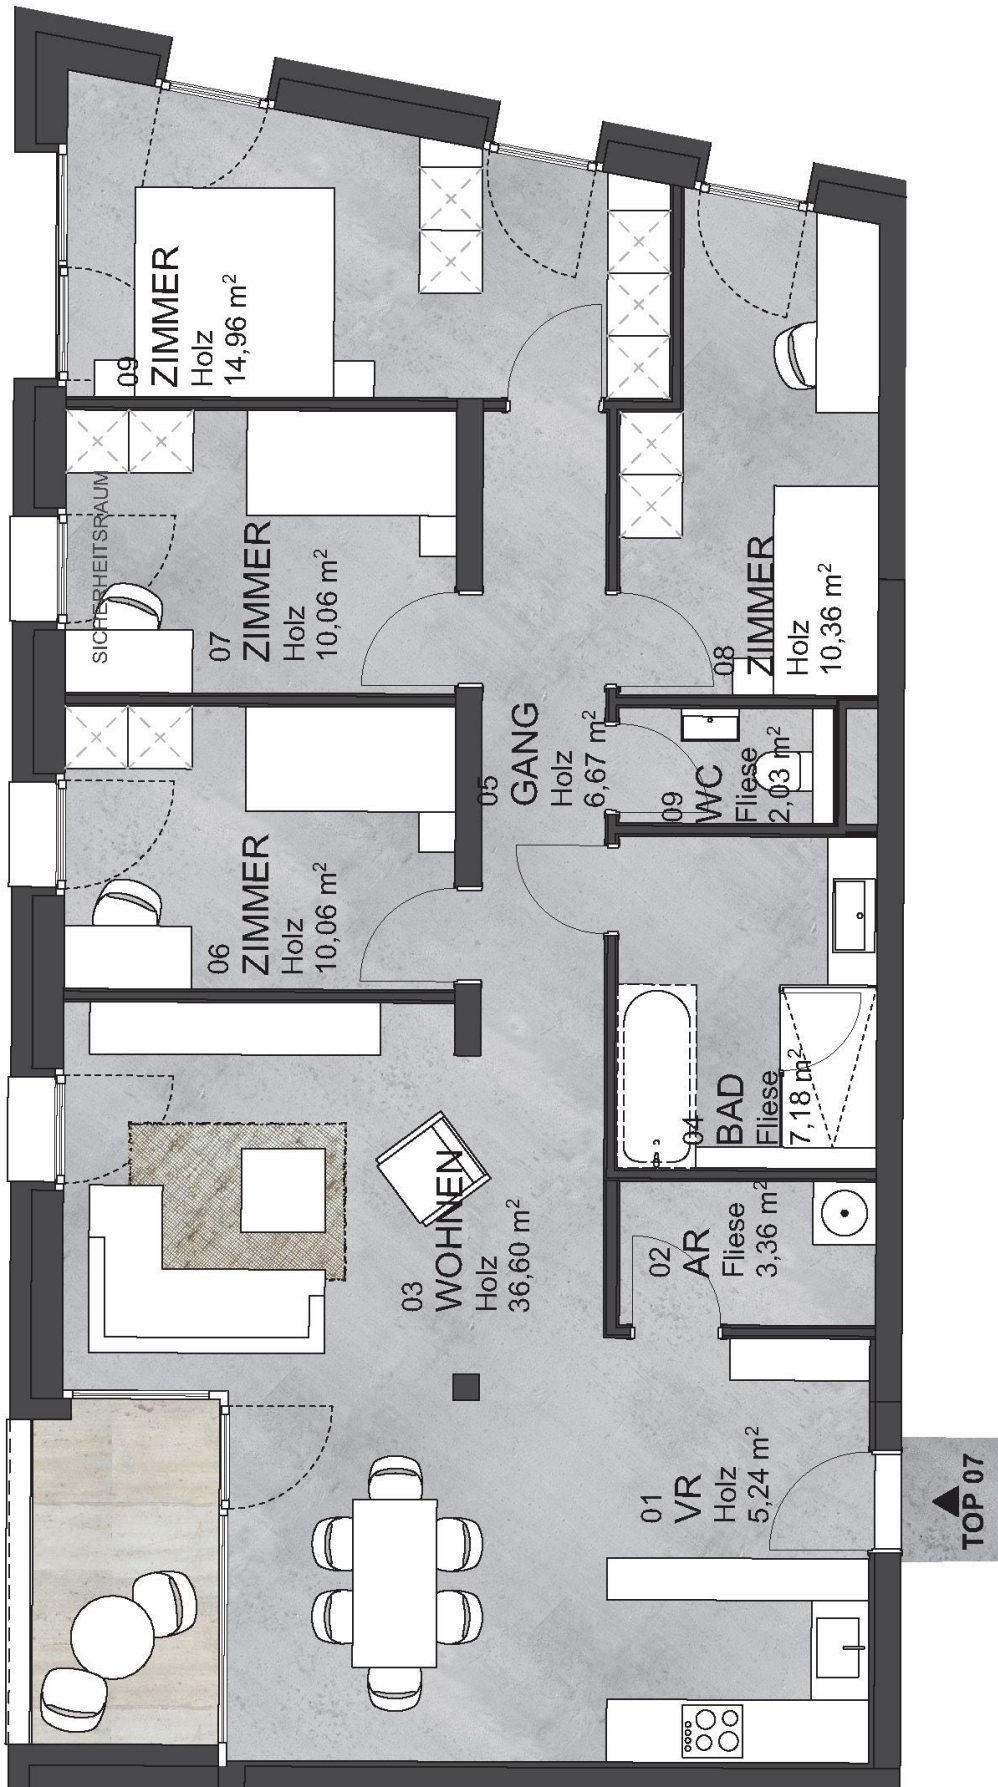 01
VR
Holz
5,24 m²
02
AR
Fliese
3,36 m²
03
WOHNEN
Holz
36,60 m²
04
BAD
Fliese
7,18 m²
05
GANG
Holz
6,67 m²
06
ZIMMER
Holz
10,06 m²
07
ZIMMER
Holz
10,06 m²
SICHERHEITSRAUM
08
ZIMMER
Holz
10,36 m²
09
WC
Fliese
2,03 m²
09
ZIMMER
Holz
14,96 m²
TOP 07